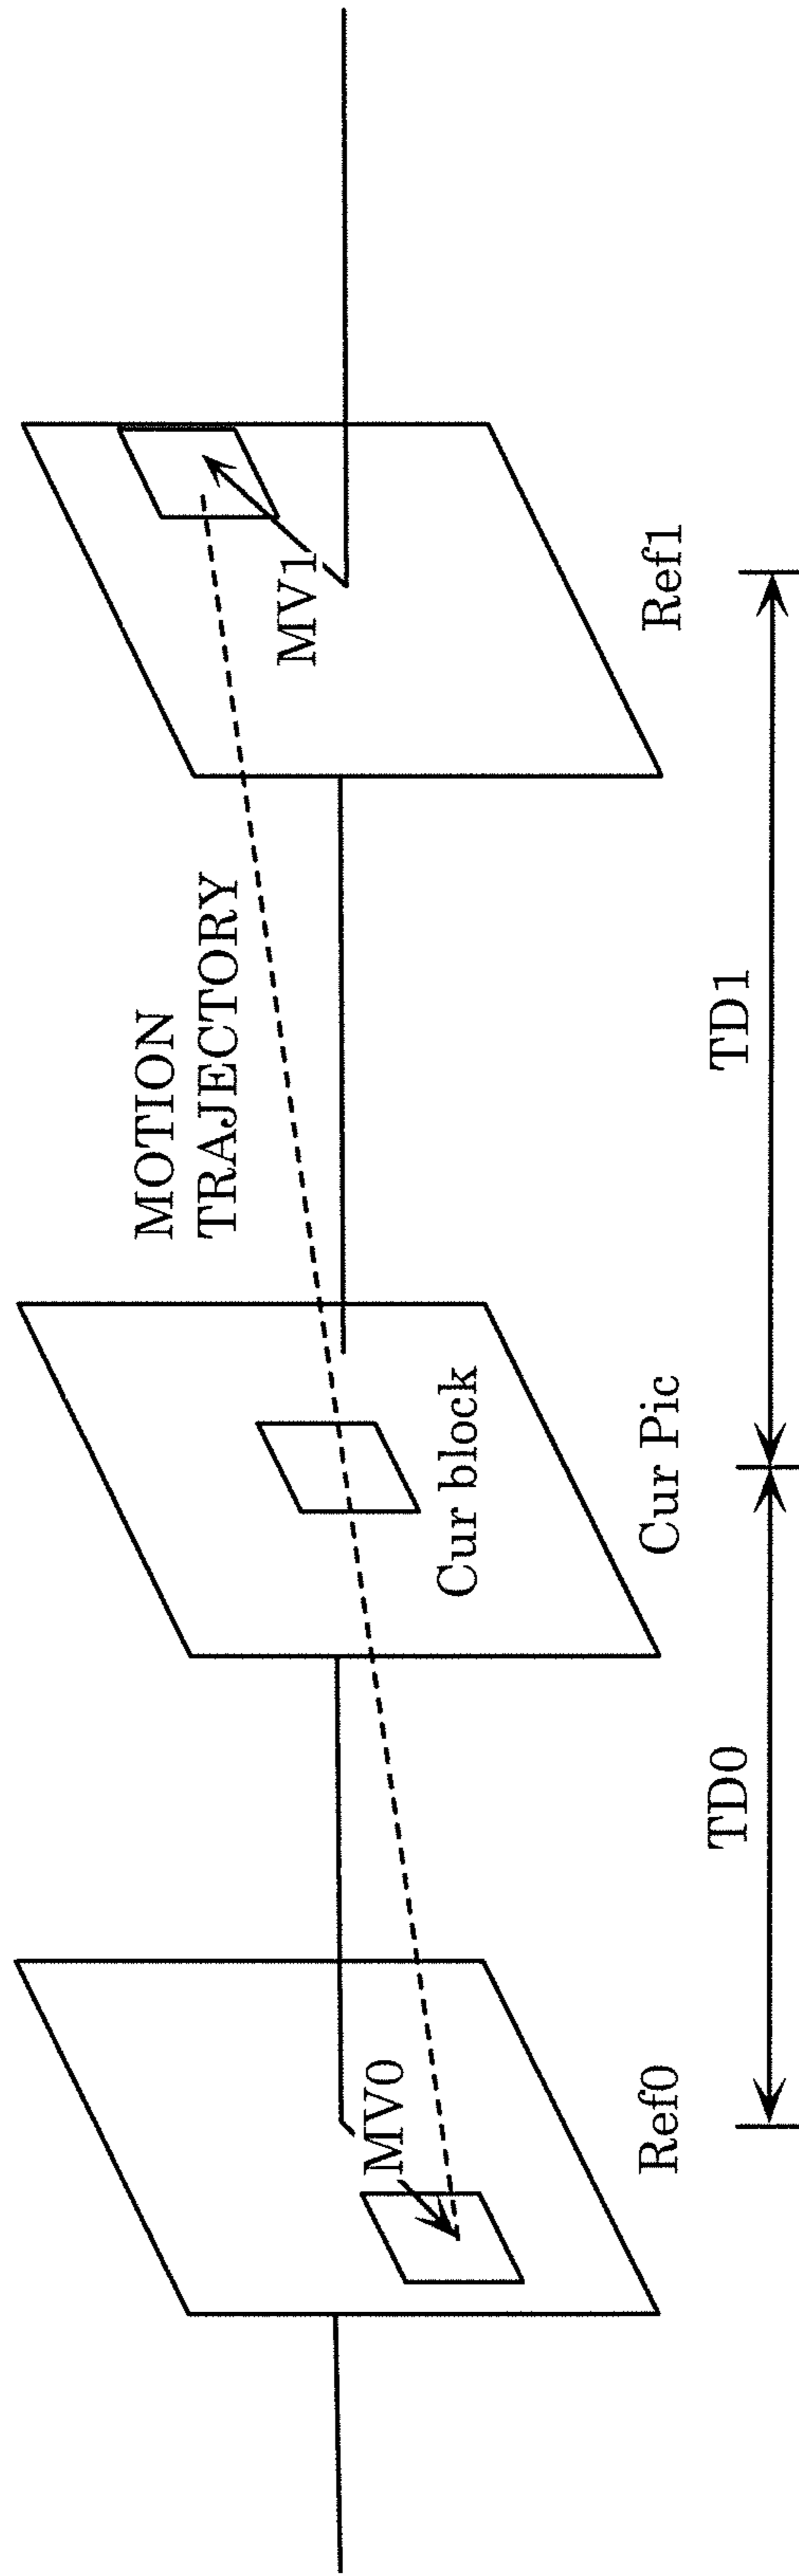 MOTION
TRAJECTORY
MV0
MV1
Cur block
Ref0
Cur Pic
Ref1
TD0
TD1